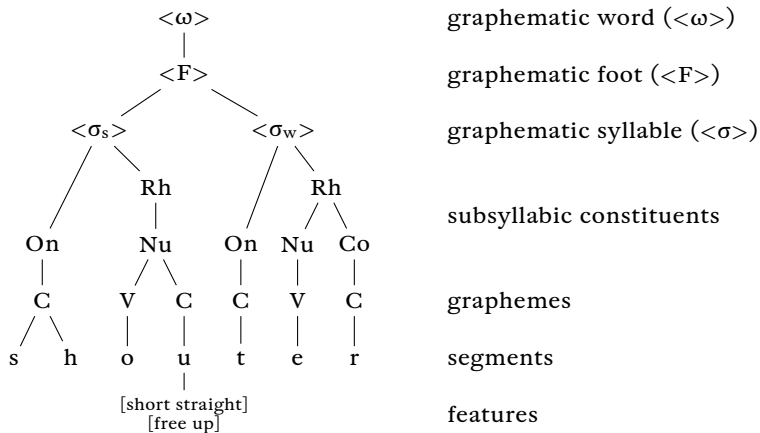 <ω> graphematic word (<ω>)
<F> graphematic foot (<F>)
<σs> <σw> graphematic syllable (<σ>)
Rh Rh
subsyllabic constituents
On Nu On Nu Co
C V C C V C graphemes
s h o u t e r segments
[short straight]
[free up] features